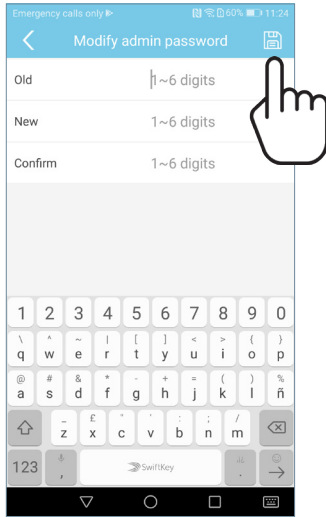 Emergency calls only 60% 11:24
Modify admin password
Old 1~6 digits
New 1~6 digits
Confirm 1~6 digits
1 2 3 4 5 6 7 8 9 0
\ ^ ~ | [ ] < > { }
q w e r t y u i o p
@ # & * - + = ( ) %
a s d f g h j k l ñ
_ £ " ' : ; /
z x c v b n m
123 , SwiftKey .